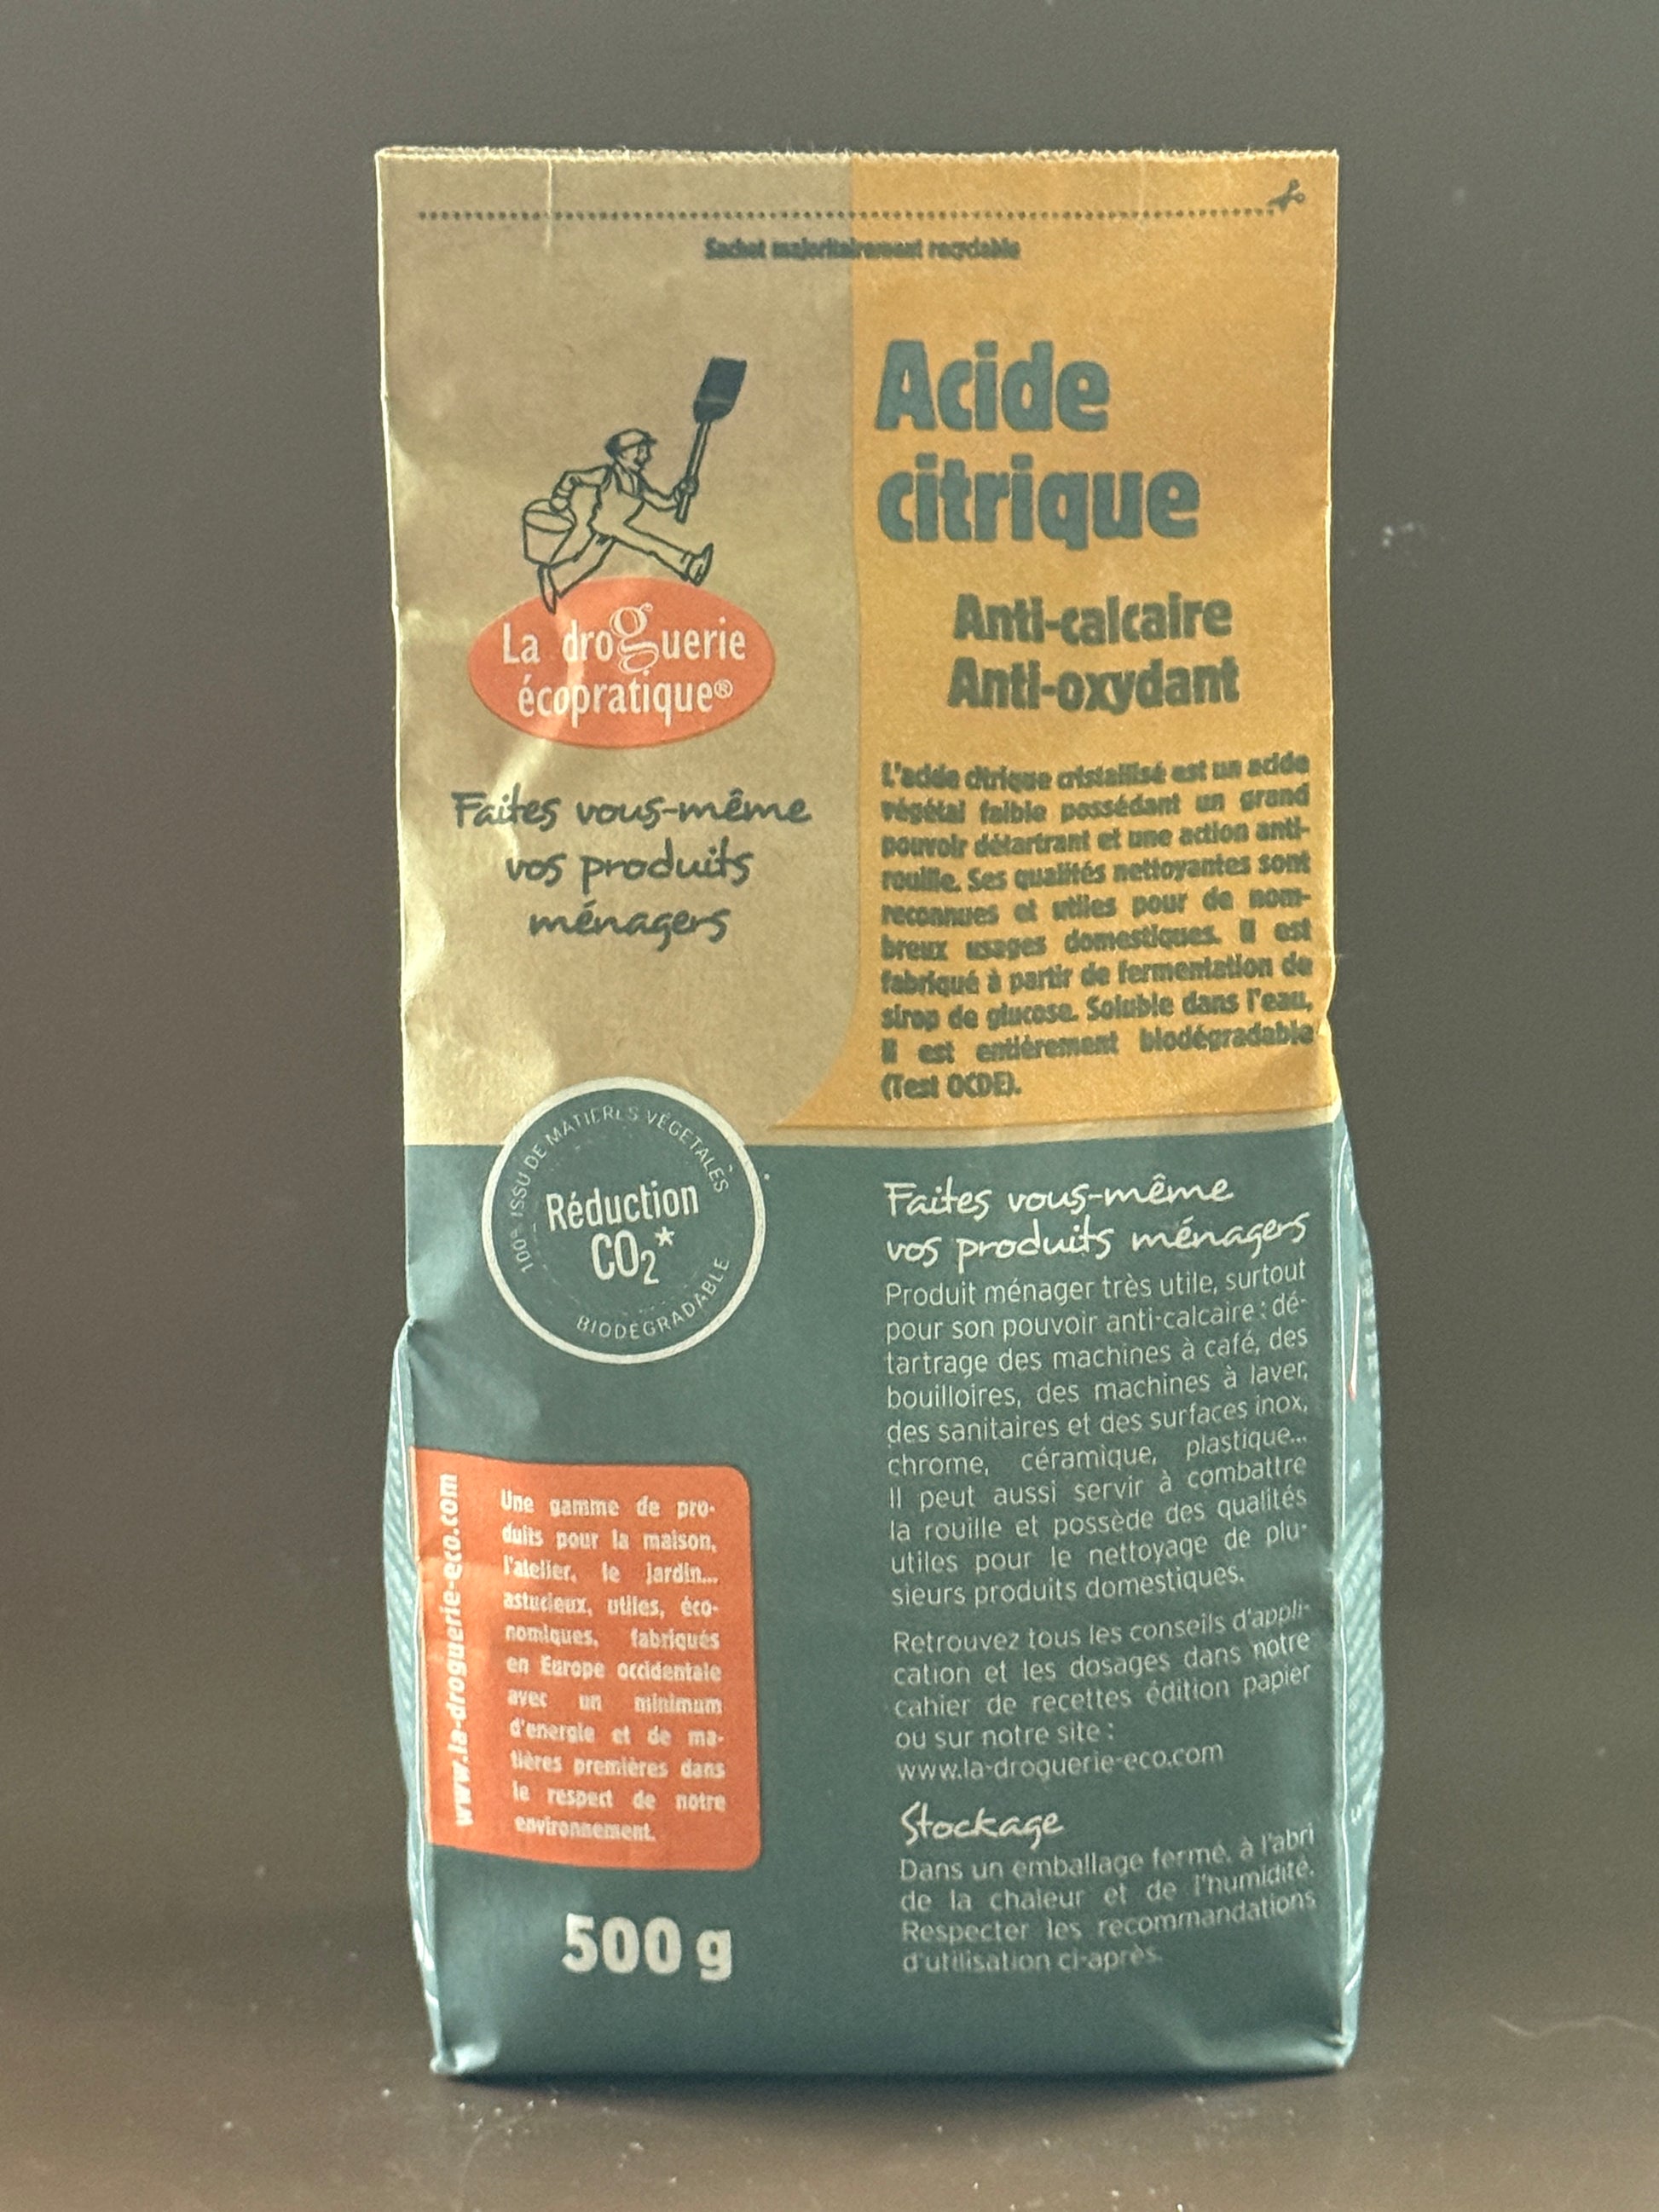 Sachet majoritairement recyclable
La droguerie
écopratique®
Faites vous-même
vos produits
ménagers
Acide
citrique
Anti-calcaire
Anti-oxydant
L'acide citrique cristallisé est un acide
végétal faible possédant un grand
pouvoir détartrant et une action anti-
rouille. Ses qualités nettoyantes sont
reconnues et utiles pour de nom-
breux usages domestiques. Il est
fabriqué à partir de fermentation de
sirop de glucose. Soluble dans l'eau,
il est entièrement biodégradable
(Test OCDE).
100% ISSU DE MATIERES VÉGÉTALES
Réduction
CO₂*
BIODEGRADABLE
www.la-droguerie-eco.com
Une gamme de pro-
duits pour la maison,
l'atelier, le jardin...
astucieux, utiles, éco-
nomiques, fabriqués
en Europe occidentale
avec un minimum
d'energie et de ma-
tières premières dans
le respect de notre
environnement.
500 g
Faites vous-même
vos produits ménagers
Produit ménager très utile, surtout
pour son pouvoir anti-calcaire : dé-
tartrage des machines à café, des
bouilloires, des machines à laver,
des sanitaires et des surfaces inox,
chrome, céramique, plastique...
Il peut aussi servir à combattre
la rouille et possède des qualités
utiles pour le nettoyage de plu-
sieurs produits domestiques.
Retrouvez tous les conseils d'appli-
cation et les dosages dans notre
cahier de recettes édition papier
ou sur notre site :
www.la-droguerie-eco.com
Stockage
Dans un emballage fermé, à l'abri
de la chaleur et de l'humidité.
Respecter les recommandations
d'utilisation ci-après.